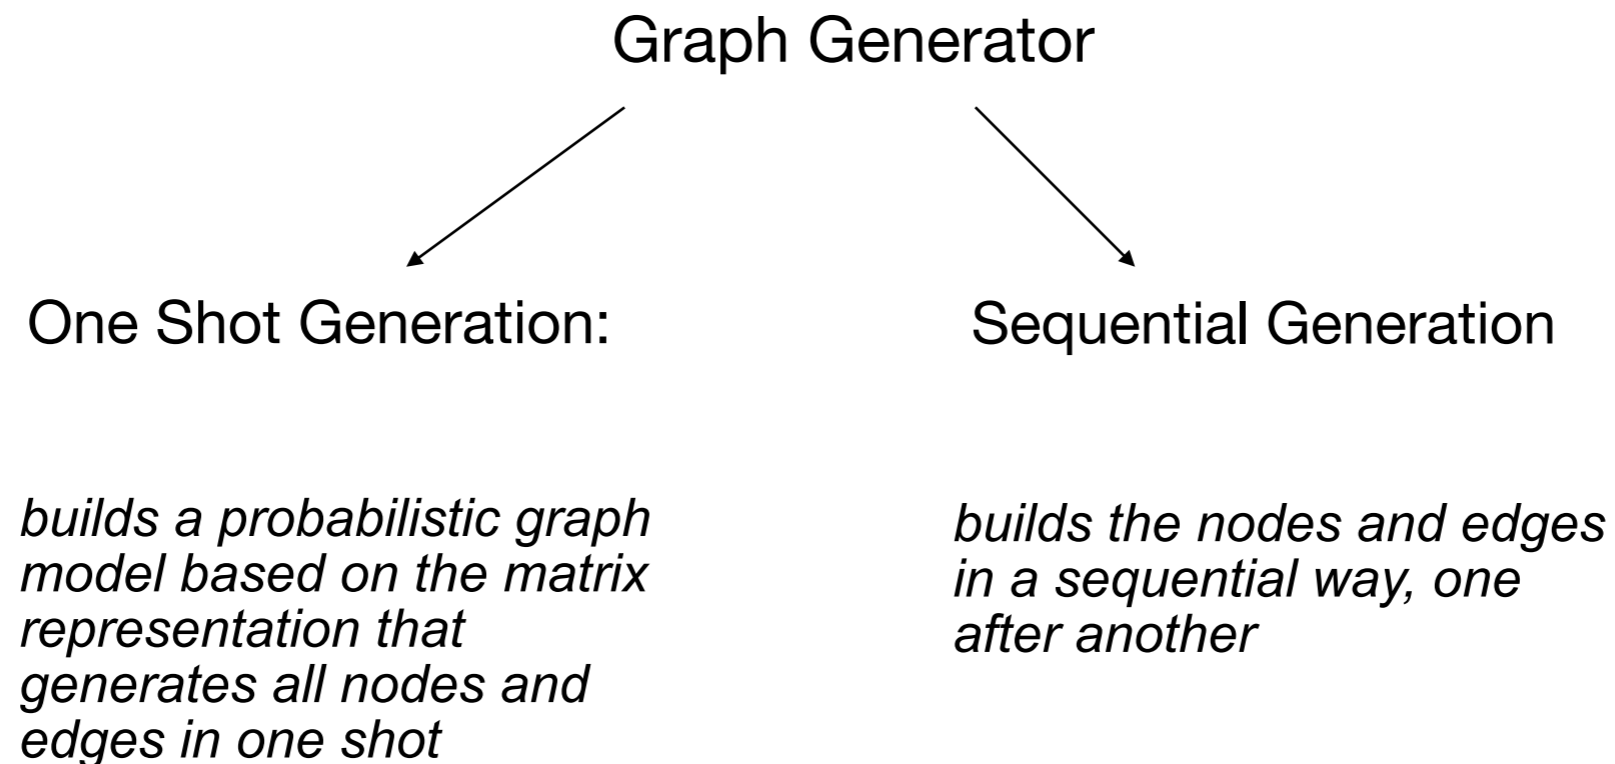 Graph Generator
One Shot Generation:
Sequential Generation
builds a probabilistic graph
model based on the matrix
representation that
generates all nodes and
edges in one shot
builds the nodes and edges
in a sequential way, one
after another